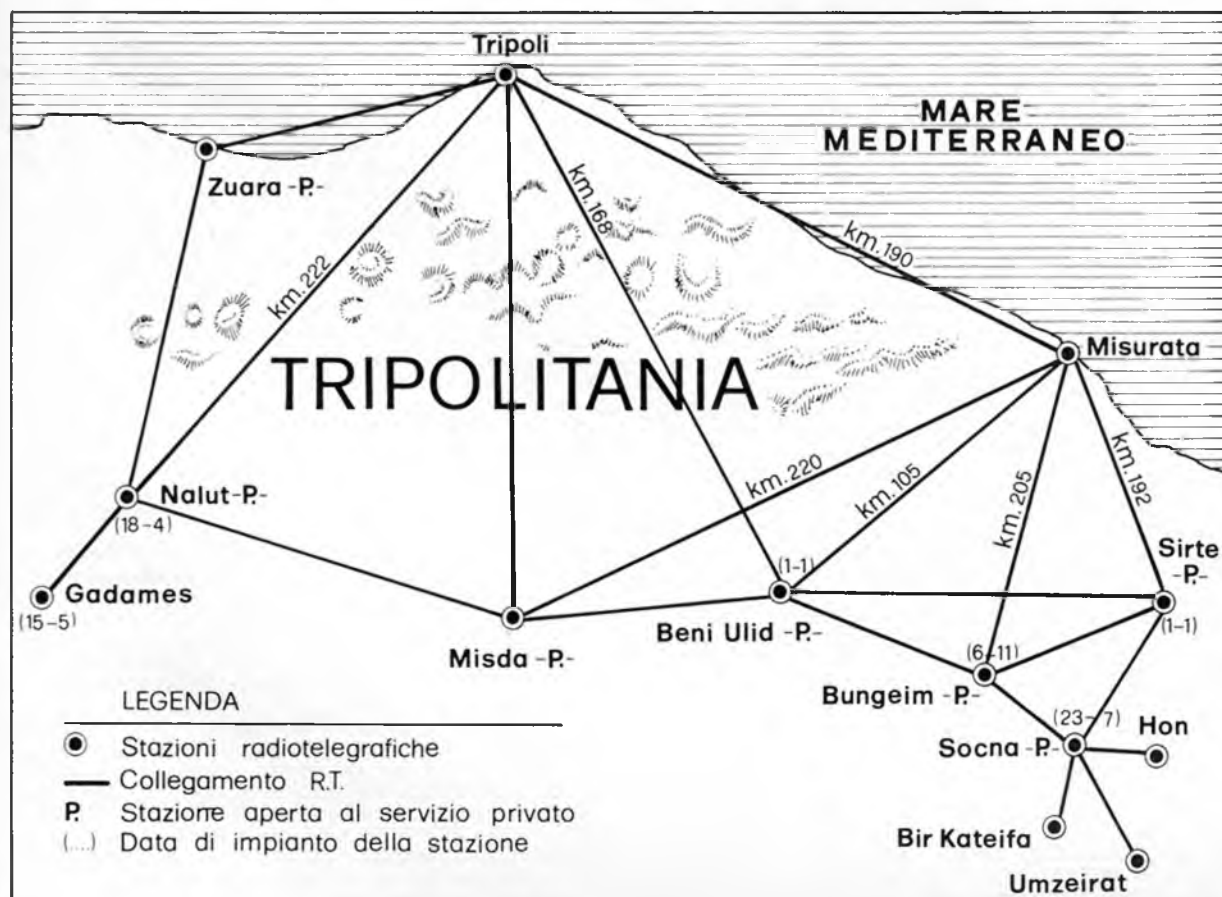 Tripoli
MARE
MEDITERRANEO
Zuara -P.-
km.168
km.190
km.222
Misurata
TRIPOLITANIA
km.220
km.105
km.205
km.192
Nalut -P.-
(18-4)
Sirte
-P.-
(1-1)
(1-1)
Gadames
(15-5)
Beni Ulid -P.-
Misda -P.-
(6-11)
Bungeim -P.-
(23-7)
Hon
Socna -P.-
Bir Kateifa
Umzeirat
LEGENDA
Stazioni radiotelegrafiche
Collegamento R.T.
P. Stazione aperta al servizio privato
(....) Data di impianto della stazione